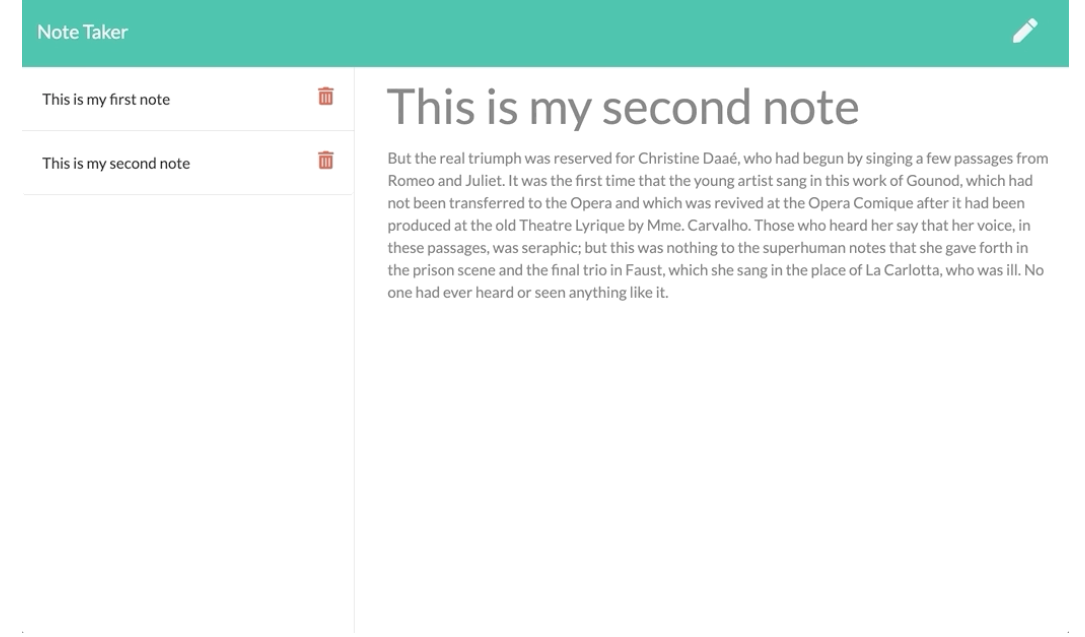 Note Taker
This is my first note
This is my second note
This is my second note
But the real triumph was reserved for Christine Daaé, who had begun by singing a few passages from
Romeo and Juliet. It was the first time that the young artist sang in this work of Gounod, which had
not been transferred to the Opera and which was revived at the Opera Comique after it had been
produced at the old Theatre Lyrique by Mme. Carvalho. Those who heard her say that her voice, in
these passages, was seraphic; but this was nothing to the superhuman notes that she gave forth in
the prison scene and the final trio in Faust, which she sang in the place of La Carlotta, who was ill. No
one had ever heard or seen anything like it.